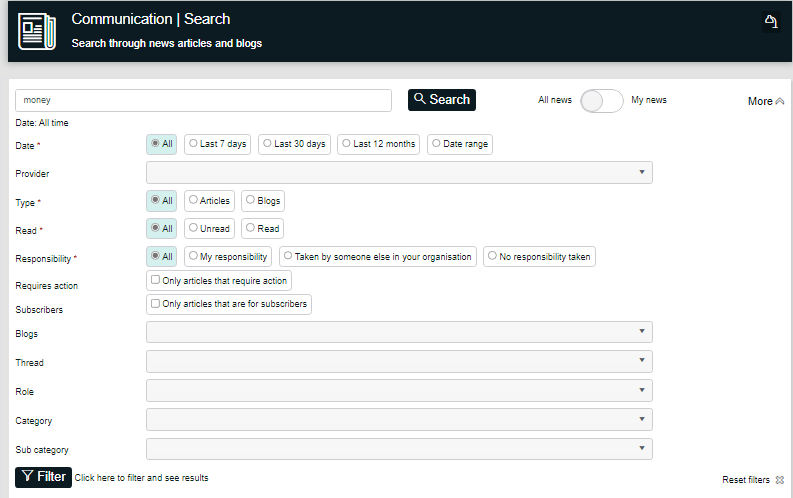 Communication | Search
Search through news articles and blogs
money Search All news My news More
Date: All time
Date * All Last 7 days Last 30 days Last 12 months Date range
Provider
Type * All Articles Blogs
Read * All Unread Read
Responsibility * All My responsibility Taken by someone else in your organisation No responsibility taken
Requires action Only articles that require action
Subscribers Only articles that are for subscribers
Blogs
Thread
Role
Category
Sub category
Filter Click here to filter and see results Reset filters